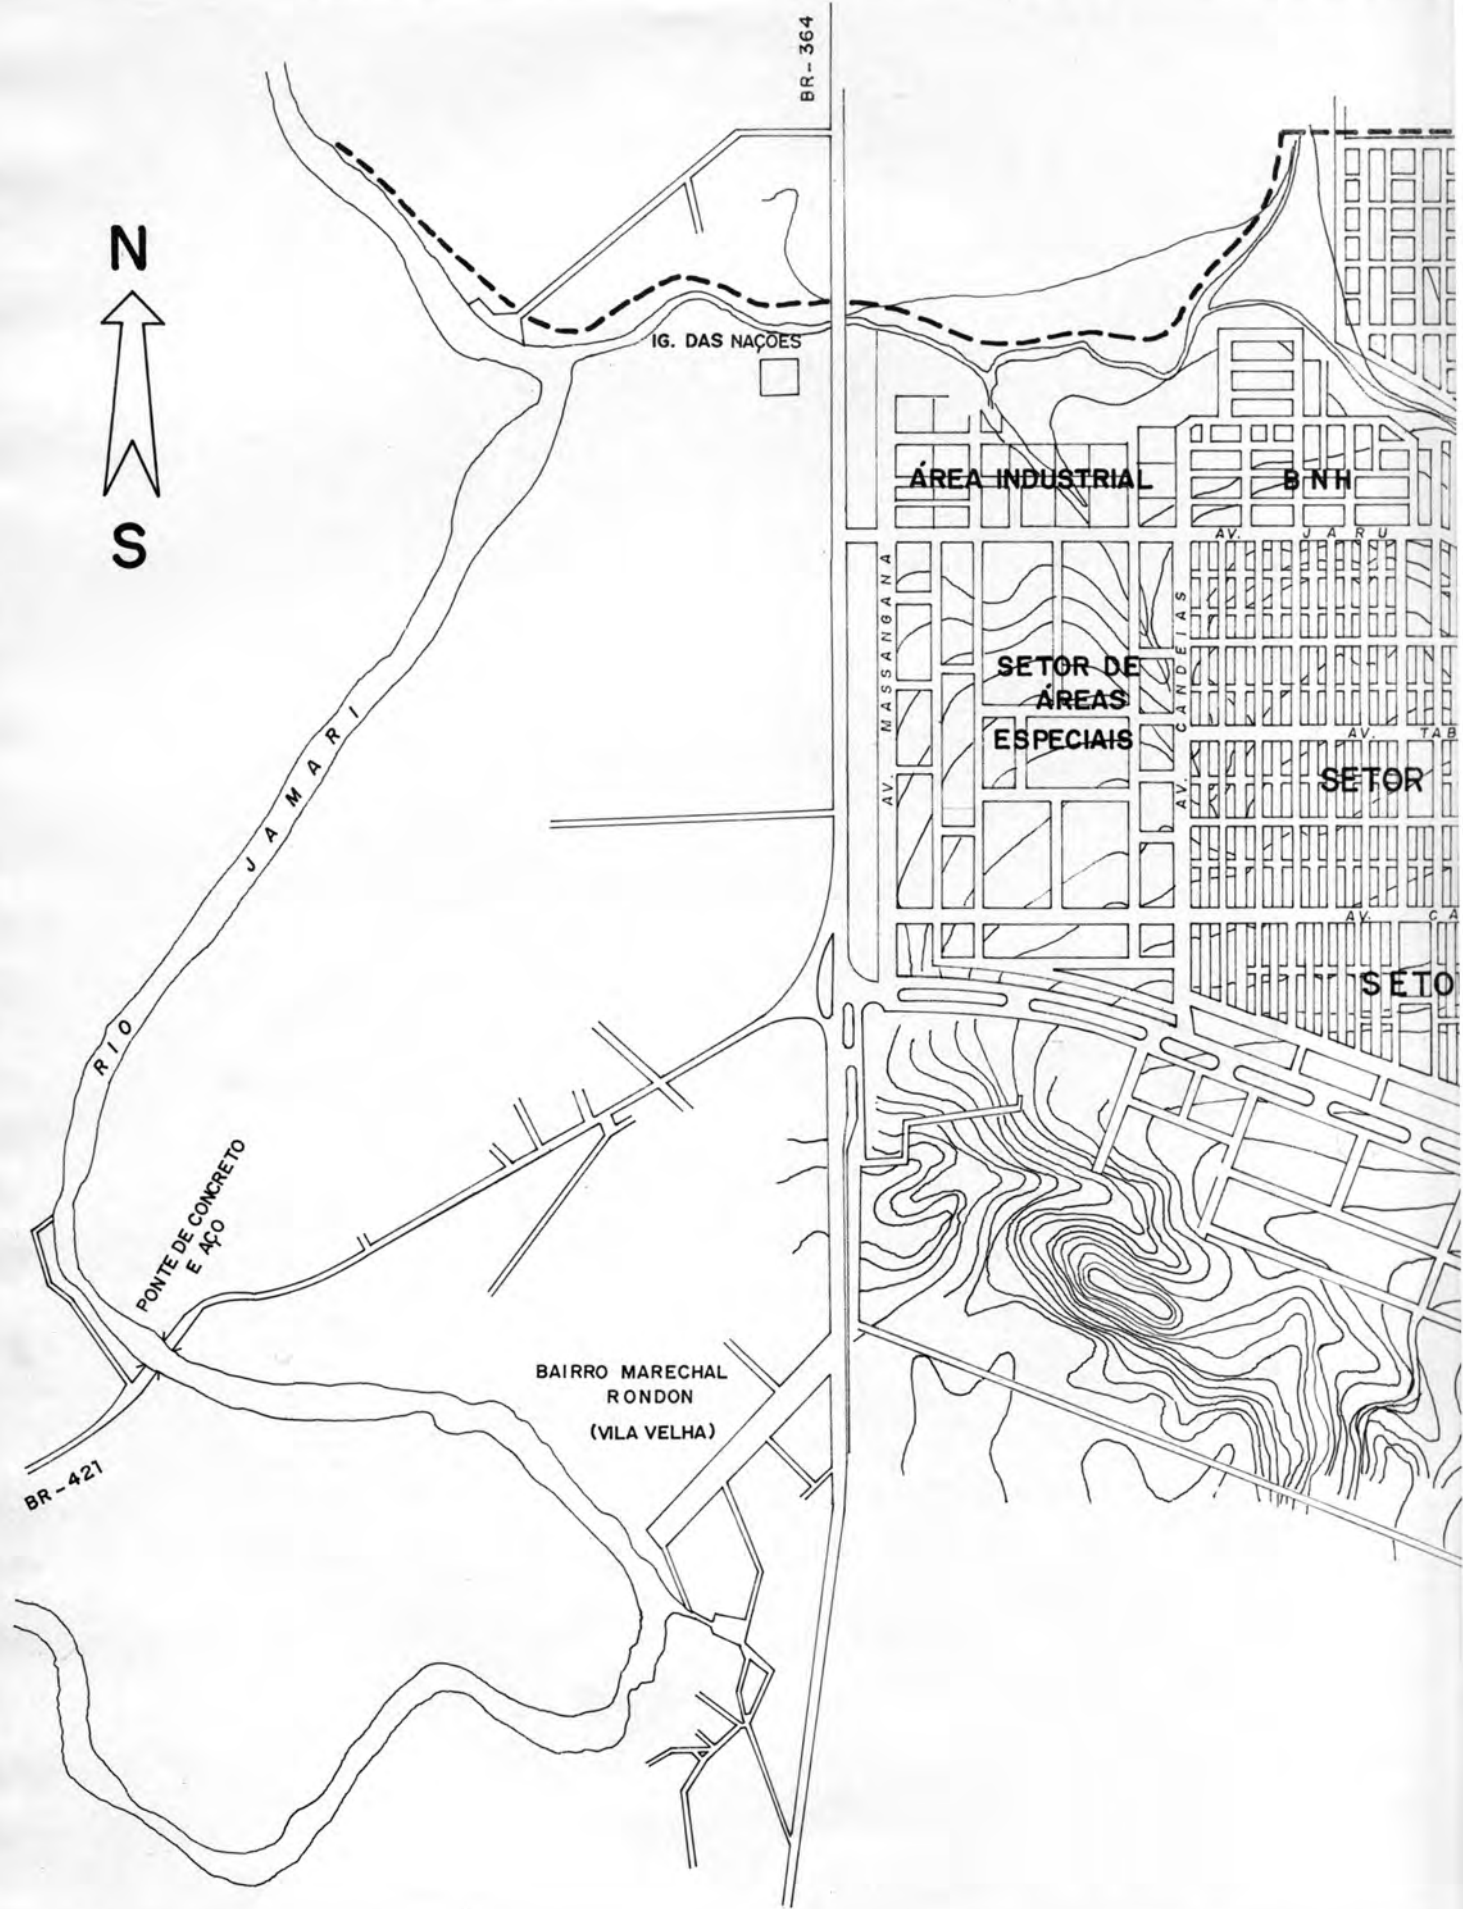 BR-364
N
S
IG. DAS NAÇÕES
ÁREA INDUSTRIAL
BNH
AV. JARU
AV. MASSANGANA
AV. CANDEIAS
SETOR DE
ÁREAS
ESPECIAIS
AV. TAB
SETOR
AV. CA
SETO
RIO JAMARI
PONTE DE CONCRETO
E AÇO
BR-421
BAIRRO MARECHAL
RONDON
(VILA VELHA)